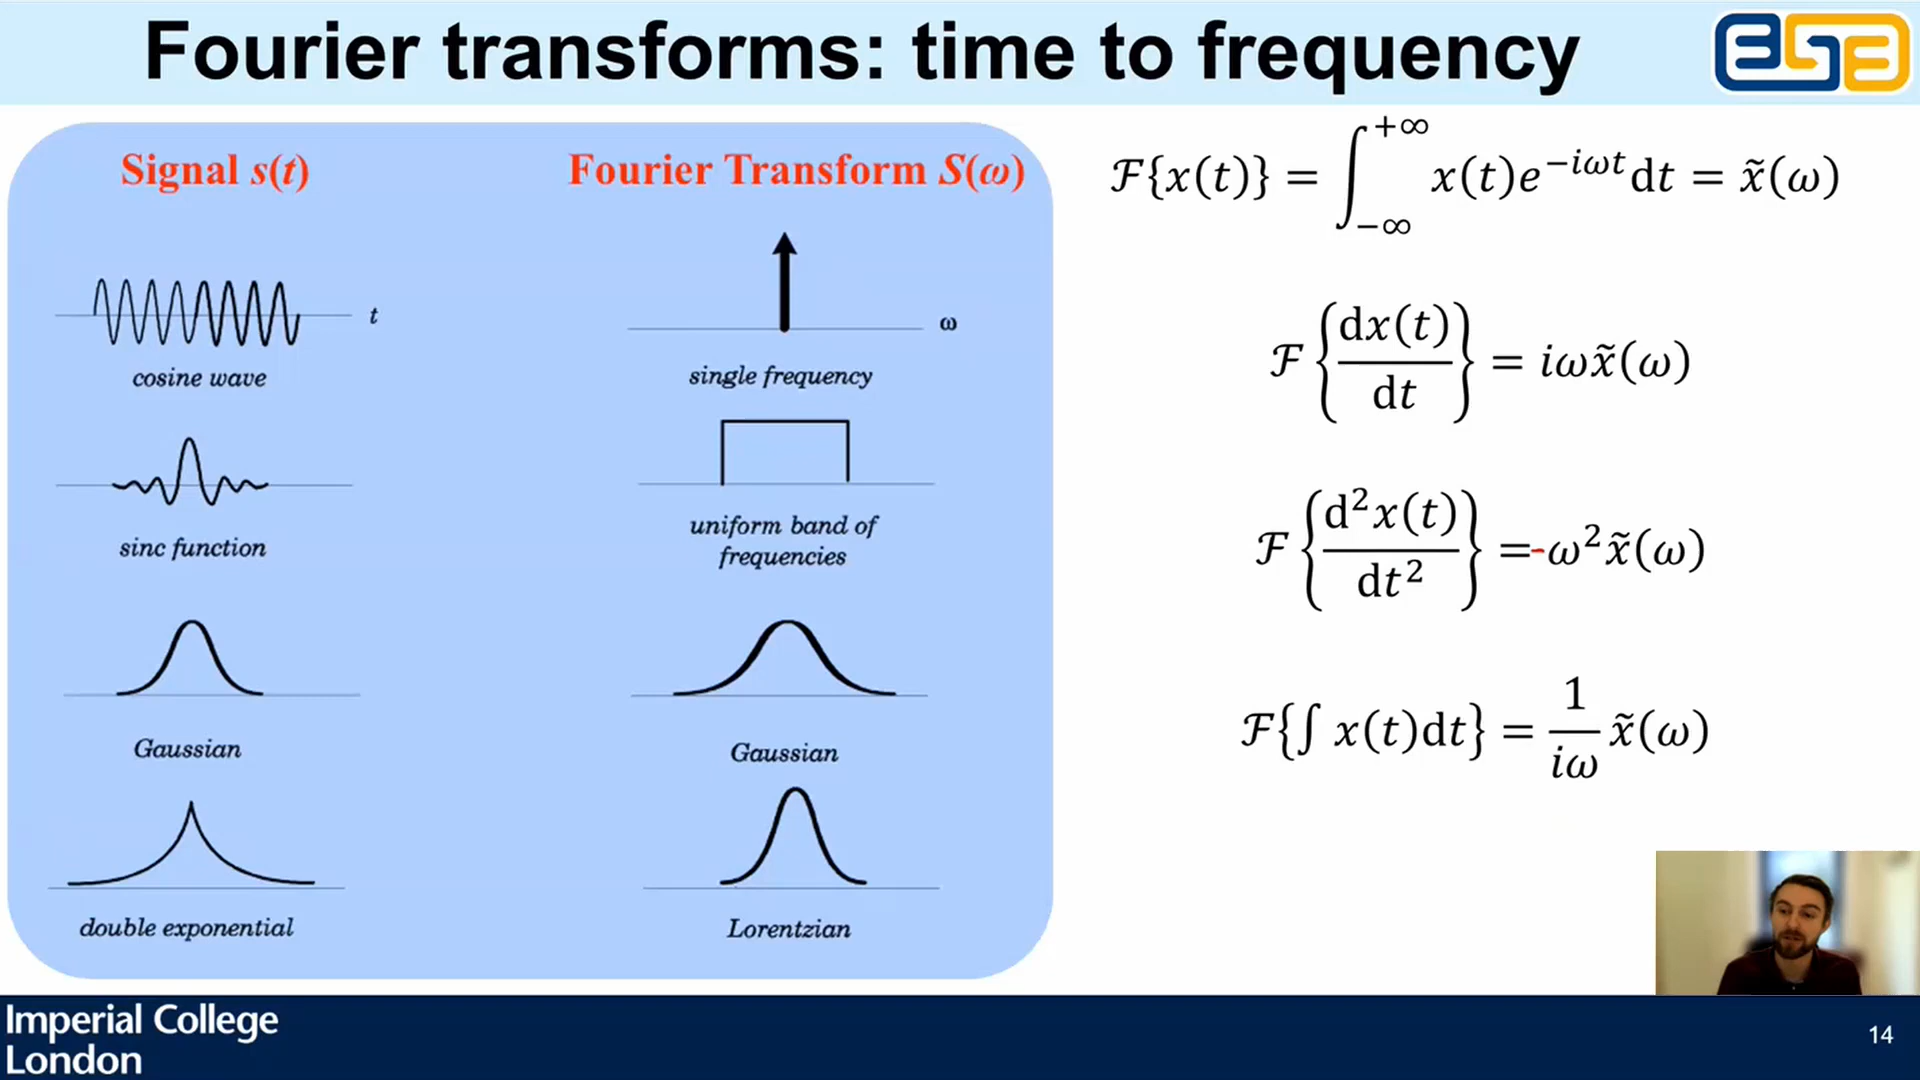 Fourier transforms: time to frequency
EGE
Signal s(t)
Fourier Transform S(ω)
t
cosine wave
ω
single frequency
sinc function
uniform band of
frequencies
Gaussian
Gaussian
double exponential
Lorentzian
ℱ{x(t)} = ∫_{−∞}^{+∞} x(t)e^{−iωt}dt = x̃(ω)
ℱ{dx(t)/dt} = iωx̃(ω)
ℱ{d²x(t)/dt²} =-ω²x̃(ω)
ℱ{∫ x(t)dt} = 1/iω x̃(ω)
Imperial College
London
14